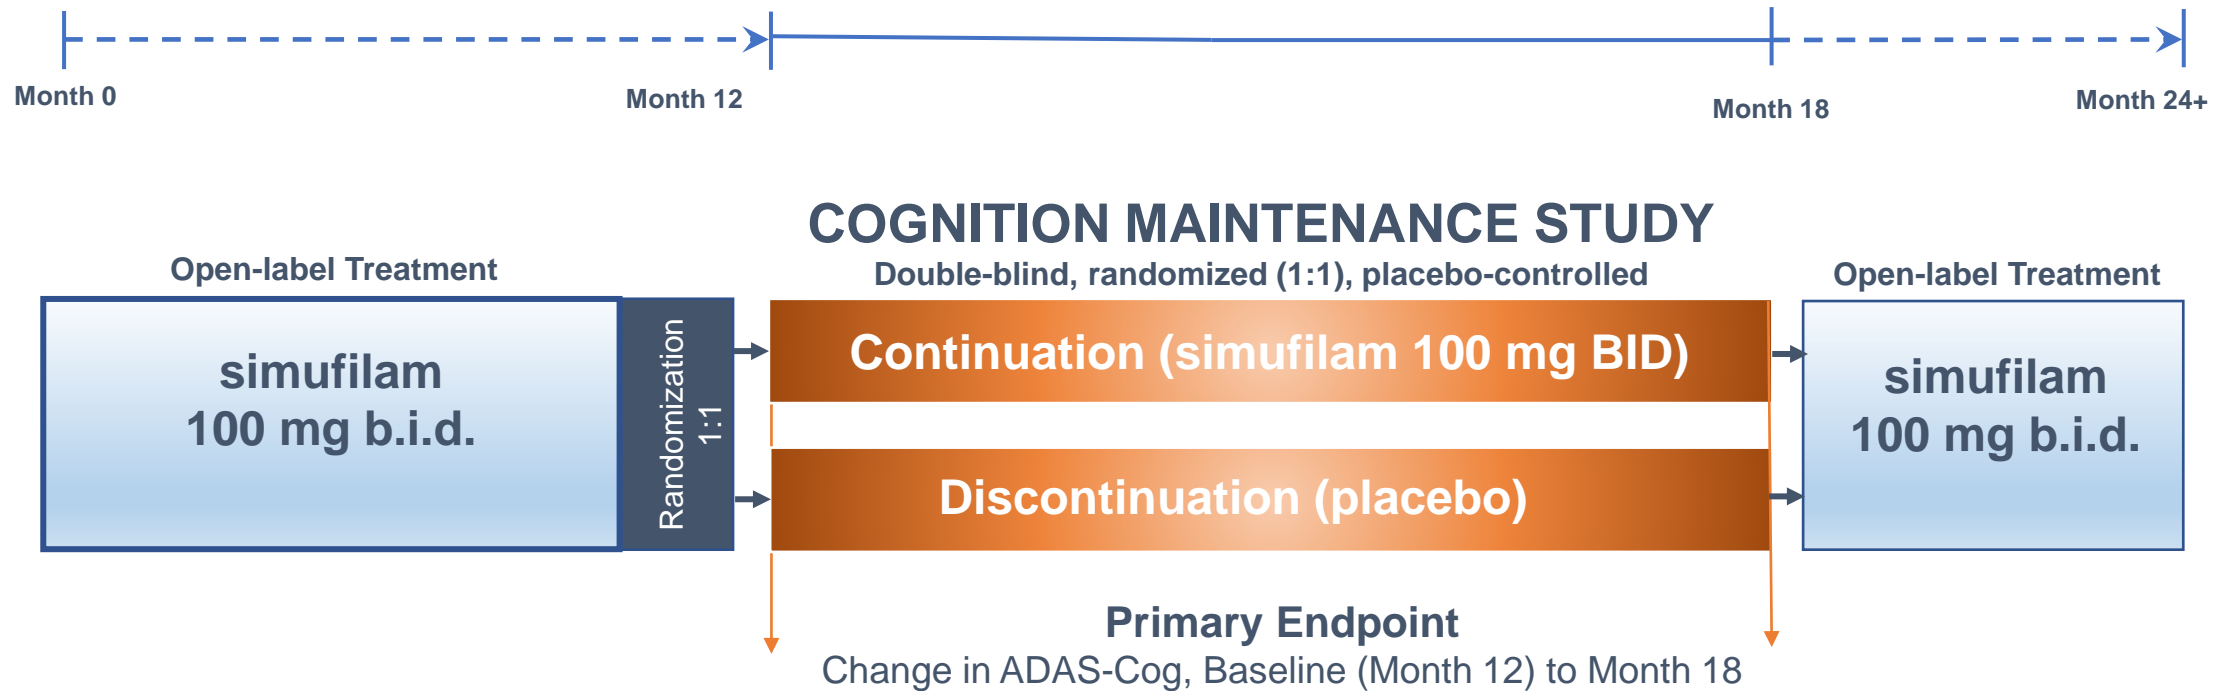 Month 0
Month 12
Month 18
Month 24+
COGNITION MAINTENANCE STUDY
Double-blind, randomized (1:1), placebo-controlled
Open-label Treatment
simufilam
100 mg b.i.d.
Randomization
1:1
Continuation (simufilam 100 mg BID)
Discontinuation (placebo)
Open-label Treatment
simufilam
100 mg b.i.d.
Primary Endpoint
Change in ADAS-Cog, Baseline (Month 12) to Month 18